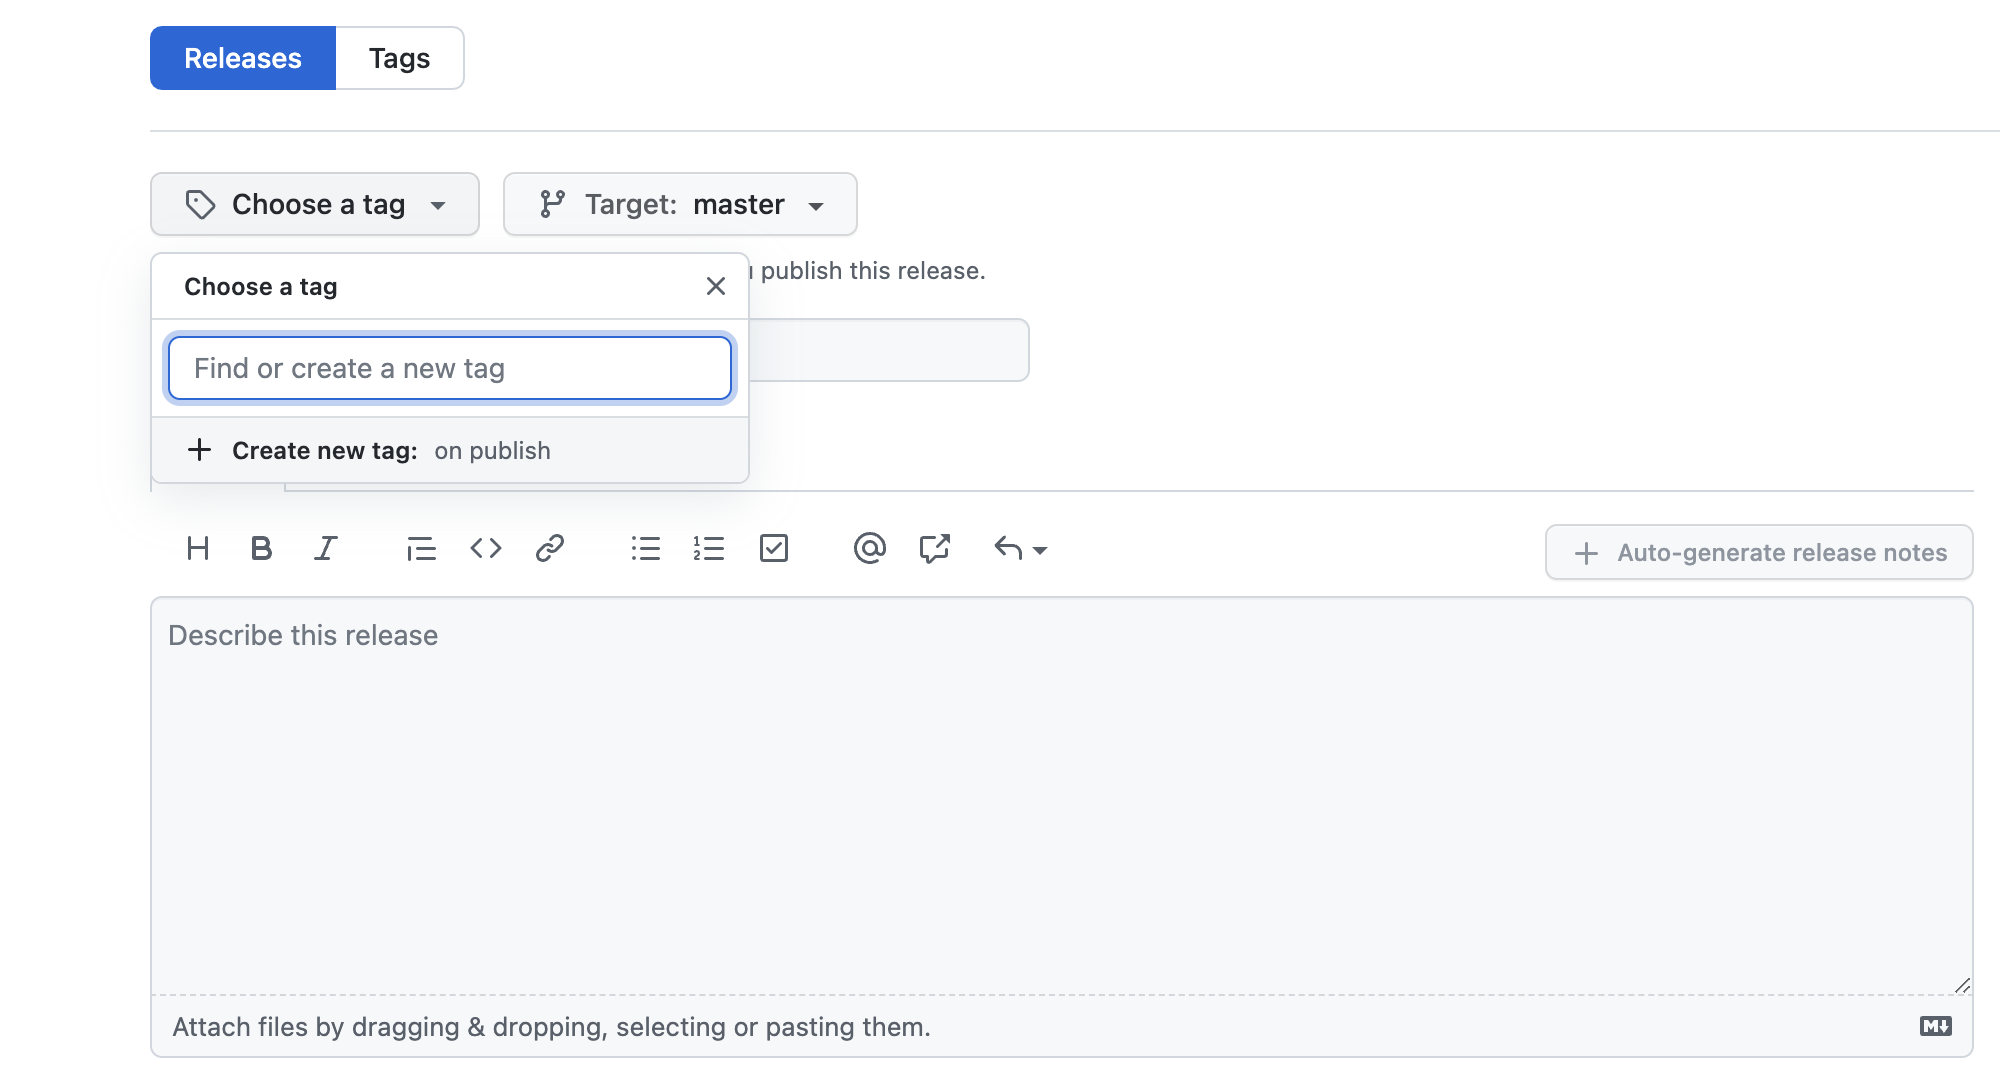 Releases Tags
Choose a tag Target: master
publish this release.
Choose a tag
Find or create a new tag
Create new tag: on publish
Auto-generate release notes
Describe this release
Attach files by dragging & dropping, selecting or pasting them.